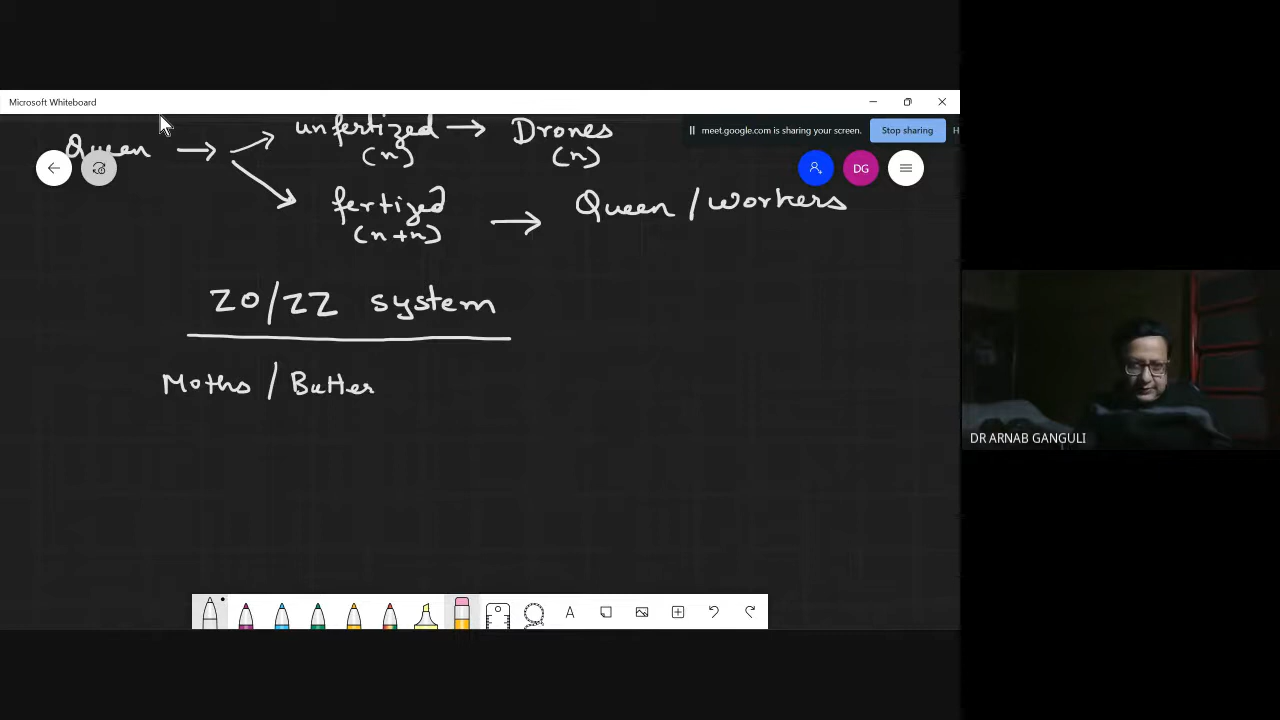 Microsoft Whiteboard
meet.google.com is sharing your screen.
Stop sharing
H
DG
Queen → unfertized → Drones
(n) (n)
fertized → Queen / workers
(n+n)
ZO/ZZ system
Moths / Butter
A
DR ARNAB GANGULI